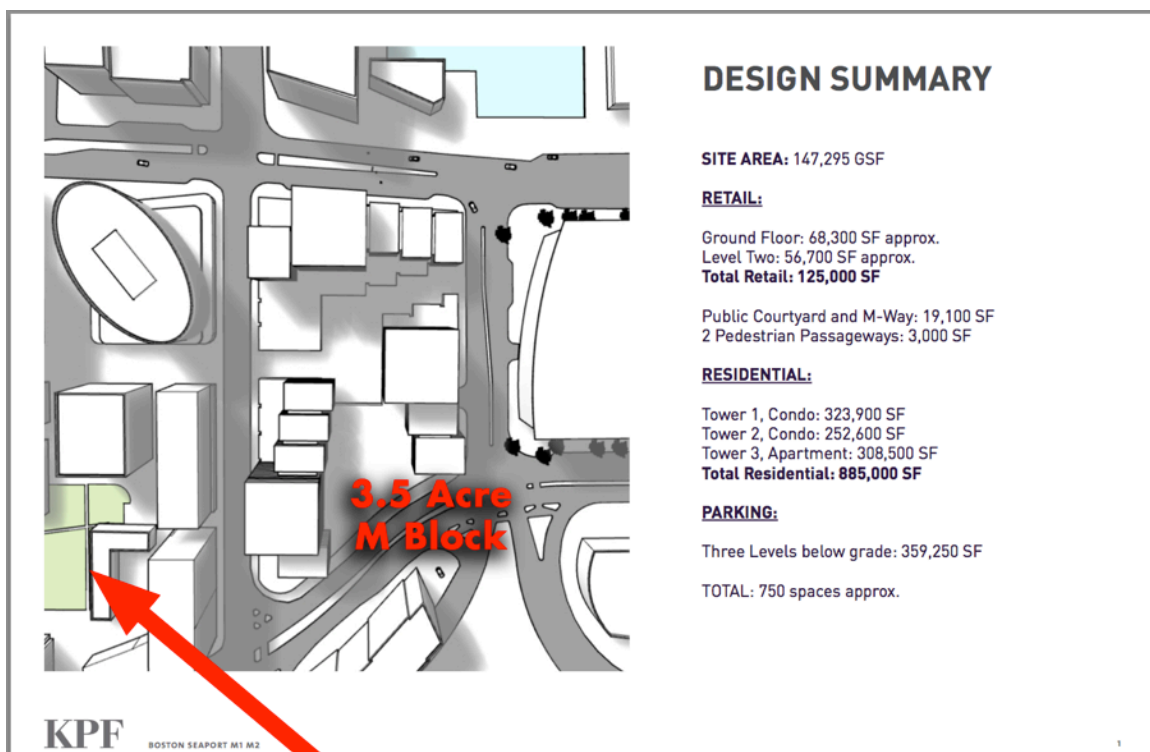 DESIGN SUMMARY
SITE AREA: 147,295 GSF
RETAIL:
Ground Floor: 68,300 SF approx.
Level Two: 56,700 SF approx.
Total Retail: 125,000 SF
Public Courtyard and M-Way: 19,100 SF
2 Pedestrian Passageways: 3,000 SF
RESIDENTIAL:
Tower 1, Condo: 323,900 SF
Tower 2, Condo: 252,600 SF
Tower 3, Apartment: 308,500 SF
Total Residential: 885,000 SF
PARKING:
Three Levels below grade: 359,250 SF
TOTAL: 750 spaces approx.
3.5 Acre
M Block
KPF
BOSTON SEAPORT M1 M2
1